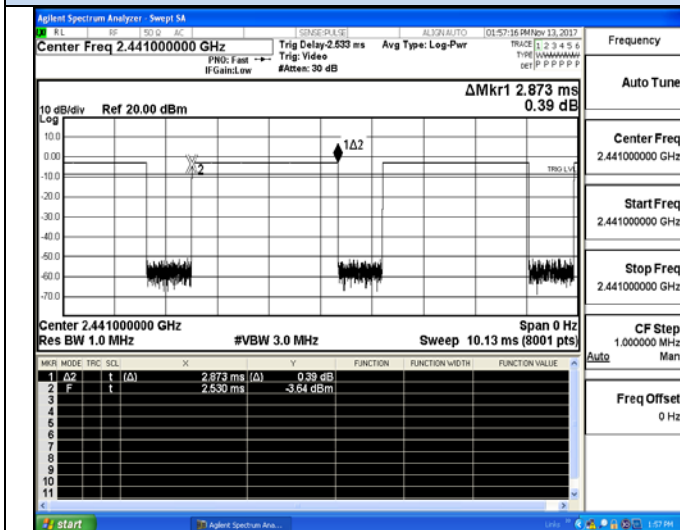 Agilent Spectrum Analyzer - Swept SA
RL RF 50 Ω AC SENSE:PULSE ALIGN AUTO 01:57:16 PM Nov 13, 2017
Center Freq 2.441000000 GHz
PNO: Fast
IFGain:Low
Trig Delay-2.533 ms
Trig: Video
#Atten: 30 dB
Avg Type: Log-Pwr
TRACE 1 2 3 4 5 6
TYPE WWWWWW
DET P P P P P P
ΔMkr1 2.873 ms
0.39 dB
10 dB/div Ref 20.00 dBm
Log
10.0
0.00
-10.0
-20.0
-30.0
-40.0
-50.0
-60.0
-70.0
1Δ2
2
TRIG LVL
Center 2.441000000 GHz Span 0 Hz
Res BW 1.0 MHz #VBW 3.0 MHz Sweep 10.13 ms (8001 pts)
MKR MODE TRC SCL X Y FUNCTION FUNCTION WIDTH FUNCTION VALUE
1 Δ2 t (Δ) 2.873 ms (Δ) 0.39 dB
2 F t 2.530 ms -3.64 dBm
3
4
5
6
7
8
9
10
11
Frequency
Auto Tune
Center Freq
2.441000000 GHz
Start Freq
2.441000000 GHz
Stop Freq
2.441000000 GHz
CF Step
1.000000 MHz
Auto Man
Freq Offset
0 Hz
start Agilent Spectrum Ana... Links 1:57 PM